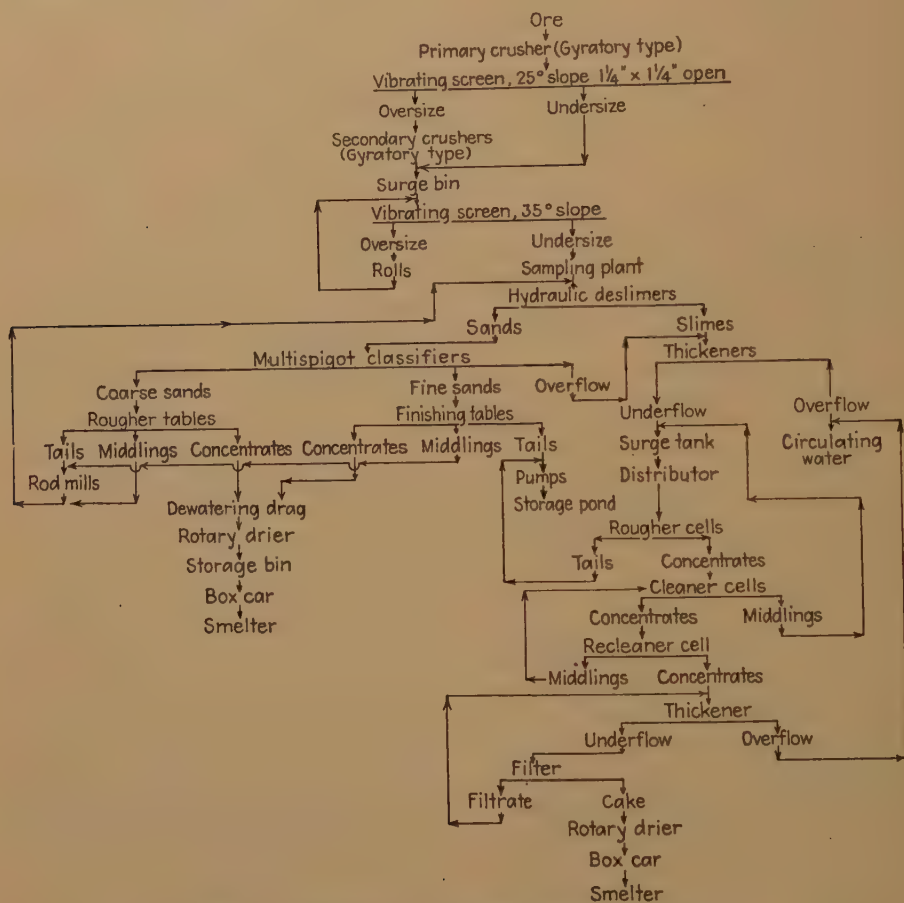 Ore
Primary crusher (Gyratory type)
Vibrating screen, 25° slope 1¼" x 1¼" open
Oversize Undersize
Secondary crushers
(Gyratory type)
Surge bin
Vibrating screen, 35° slope
Oversize Undersize
Rolls Sampling plant
Hydraulic deslimers
Sands Slimes
Multispigot classifiers Thickeners
Coarse sands Fine sands Overflow
Rougher tables Finishing tables Underflow Overflow
Tails Middlings Concentrates Concentrates Middlings Tails Surge tank Circulating
water
Rod mills Pumps Distributor
Dewatering drag Storage pond
Rotary drier Rougher cells
Storage bin Tails Concentrates
Box car Cleaner cells
Smelter Concentrates Middlings
Recleaner cell
Middlings Concentrates
Thickener
Underflow Overflow
Filter
Filtrate Cake
Rotary drier
Box car
Smelter